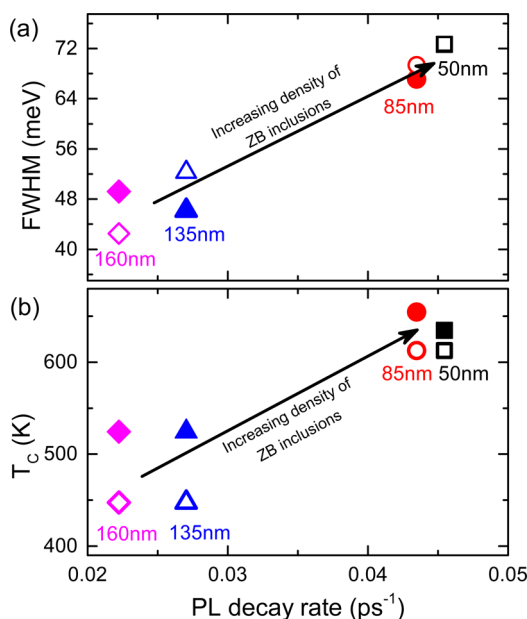 (a)
72
64
56
48
40
FWHM (meV)
Increasing density of
ZB inclusions
50nm
85nm
135nm
160nm
(b)
600
500
400
T_C (K)
Increasing density of
ZB inclusions
85nm 50nm
160nm
135nm
0.02 0.03 0.04 0.05
PL decay rate (ps⁻¹)